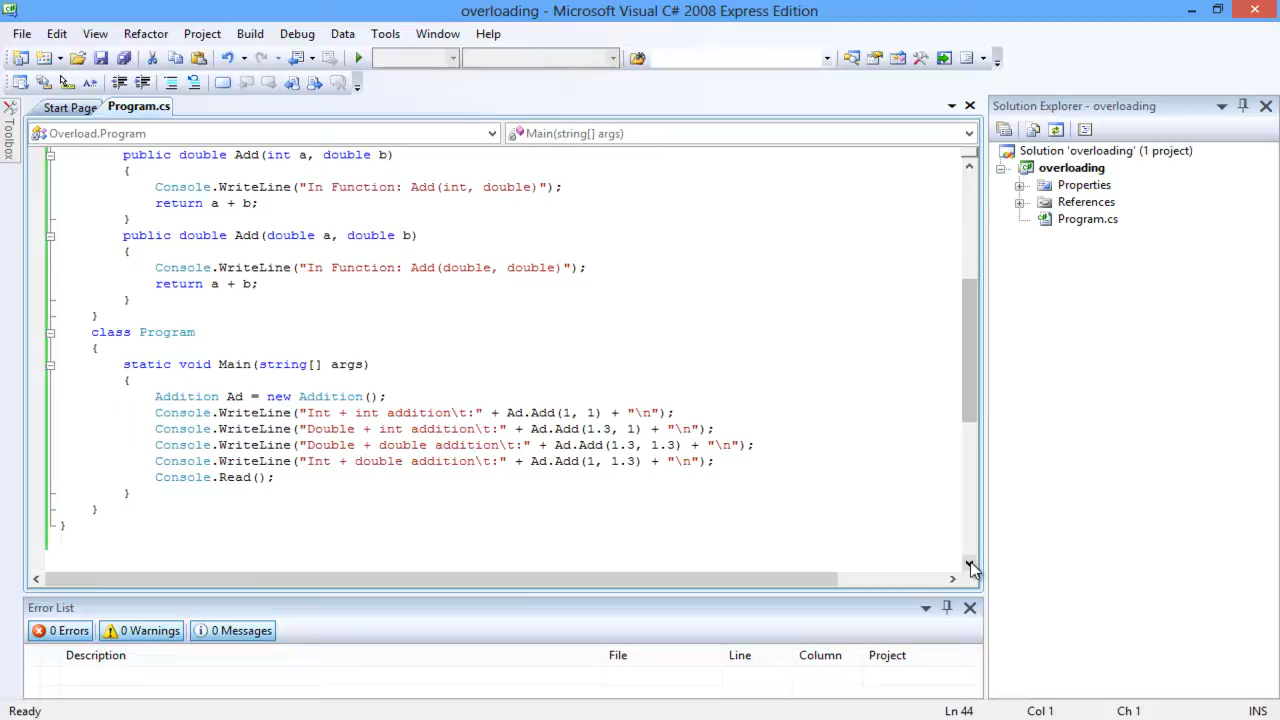 overloading - Microsoft Visual C# 2008 Express Edition
File Edit View Refactor Project Build Debug Data Tools Window Help
Toolbox
Start Page Program.cs
Overload.Program Main(string[] args)
public double Add(int a, double b)
{
Console.WriteLine("In Function: Add(int, double)");
return a + b;
}
public double Add(double a, double b)
{
Console.WriteLine("In Function: Add(double, double)");
return a + b;
}
}
class Program
{
static void Main(string[] args)
{
Addition Ad = new Addition();
Console.WriteLine("Int + int addition\t:" + Ad.Add(1, 1) + "\n");
Console.WriteLine("Double + int addition\t:" + Ad.Add(1.3, 1) + "\n");
Console.WriteLine("Double + double addition\t:" + Ad.Add(1.3, 1.3) + "\n");
Console.WriteLine("Int + double addition\t:" + Ad.Add(1, 1.3) + "\n");
Console.Read();
}
}
}
Solution Explorer - overloading
Solution 'overloading' (1 project)
overloading
Properties
References
Program.cs
Error List
0 Errors 0 Warnings 0 Messages
Description File Line Column Project
Ready Ln 44 Col 1 Ch 1 INS